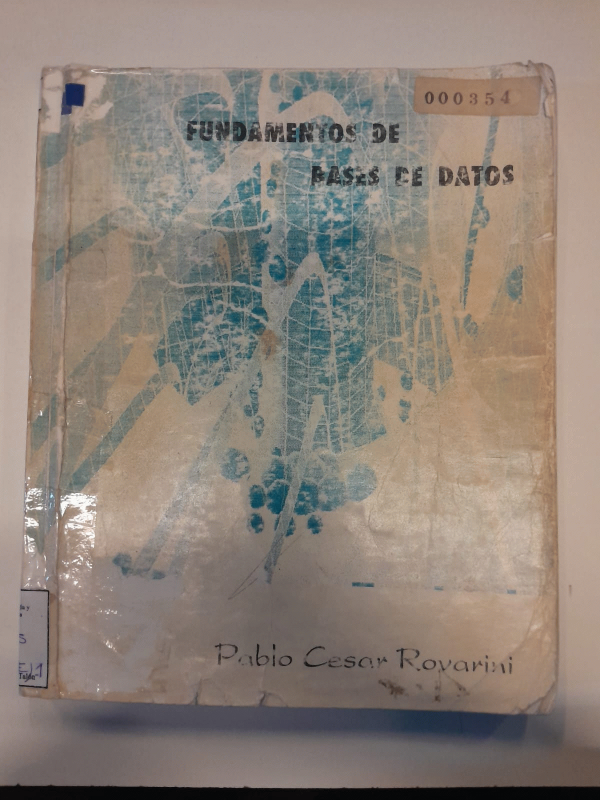 000354
FUNDAMENTOS DE
BASES DE DATOS
Pablo Cesar Rovarini